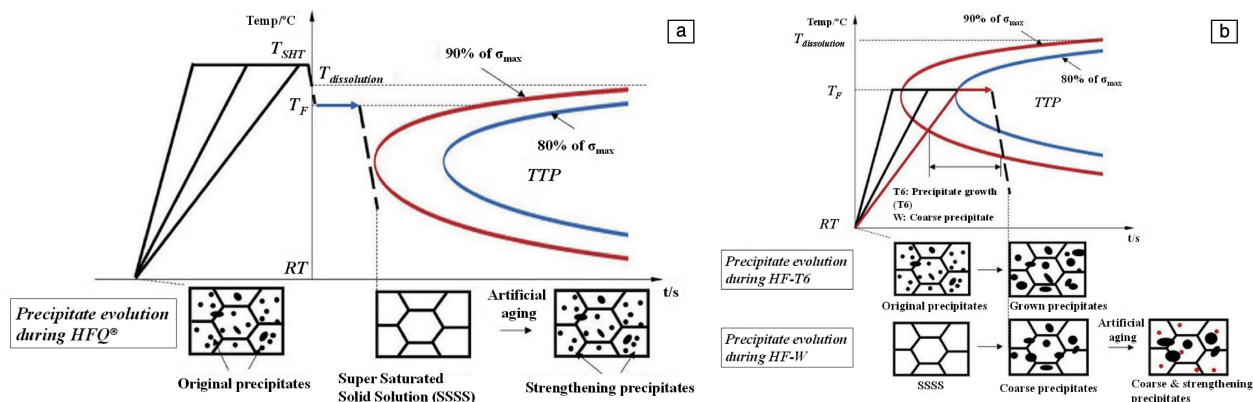 Temp/°C
a
T_SHT
90% of σ_max
T_dissolution
T_F
80% of σ_max
TTP
RT
t/s
Precipitate evolution
during HFQ®
Artificial
aging
Original precipitates
Super Saturated
Solid Solution (SSSS)
Strengthening precipitates
Temp/°C
b
90% of σ_max
T_dissolution
80% of σ_max
T_F
TTP
T6: Precipitate growth
(T6)
W: Coarse precipitate
RT
t/s
Precipitate evolution
during HF-T6
Original precipitates
Grown precipitates
Precipitate evolution
during HF-W
Artificial
aging
SSSS
Coarse precipitates
Coarse & strengthening
precipitates